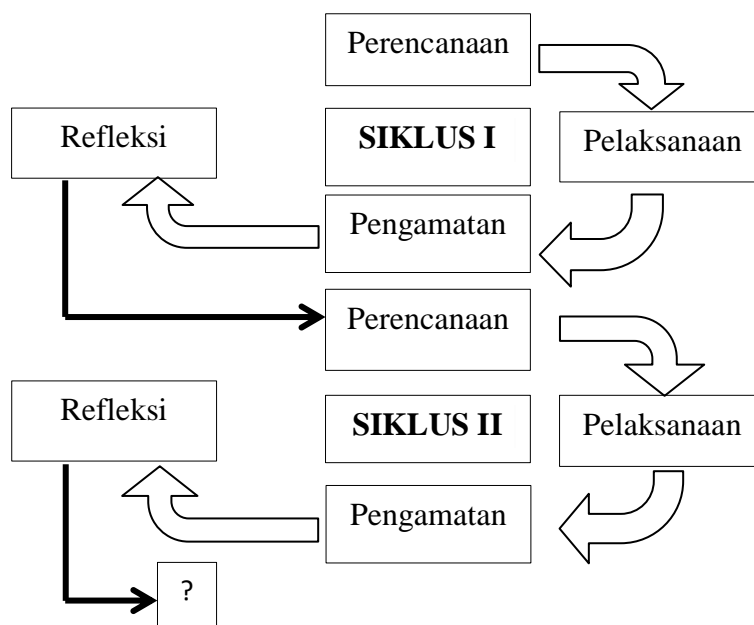 Perencanaan
Refleksi
SIKLUS I
Pelaksanaan
Pengamatan
Perencanaan
Refleksi
SIKLUS II
Pelaksanaan
Pengamatan
?